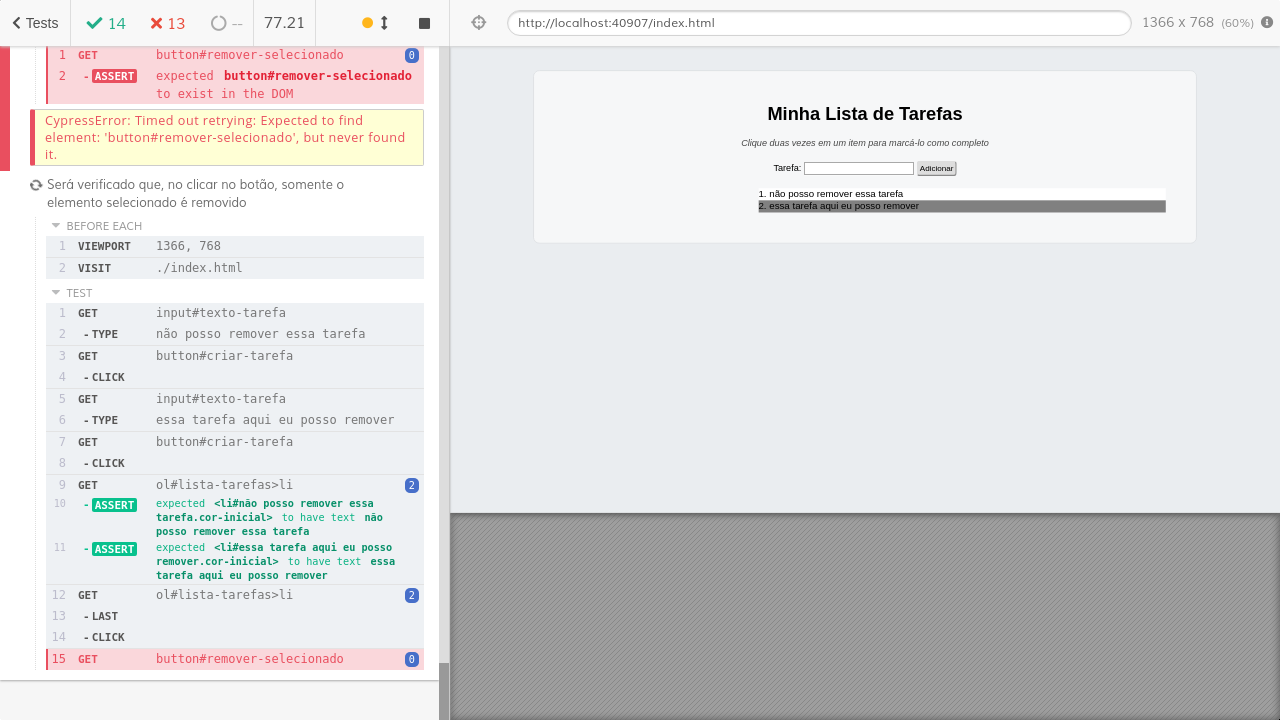 Tests
14
13
--
77.21
1 GET button#remover-selecionado 0
2 - ASSERT expected button#remover-selecionado
to exist in the DOM
CypressError: Timed out retrying: Expected to find
element: 'button#remover-selecionado', but never found
it.
Será verificado que, no clicar no botão, somente o
elemento selecionado é removido
BEFORE EACH
1 VIEWPORT 1366, 768
2 VISIT ./index.html
TEST
1 GET input#texto-tarefa
2 - TYPE não posso remover essa tarefa
3 GET button#criar-tarefa
4 - CLICK
5 GET input#texto-tarefa
6 - TYPE essa tarefa aqui eu posso remover
7 GET button#criar-tarefa
8 - CLICK
9 GET ol#lista-tarefas>li 2
10 - ASSERT expected <li#não posso remover essa
tarefa.cor-inicial> to have text não
posso remover essa tarefa
11 - ASSERT expected <li#essa tarefa aqui eu posso
remover.cor-inicial> to have text essa
tarefa aqui eu posso remover
12 GET ol#lista-tarefas>li 2
13 - LAST
14 - CLICK
15 GET button#remover-selecionado 0
http://localhost:40907/index.html
1366 x 768 (60%)
Minha Lista de Tarefas
Clique duas vezes em um item para marcá-lo como completo
Tarefa: Adicionar
1. não posso remover essa tarefa
2. essa tarefa aqui eu posso remover